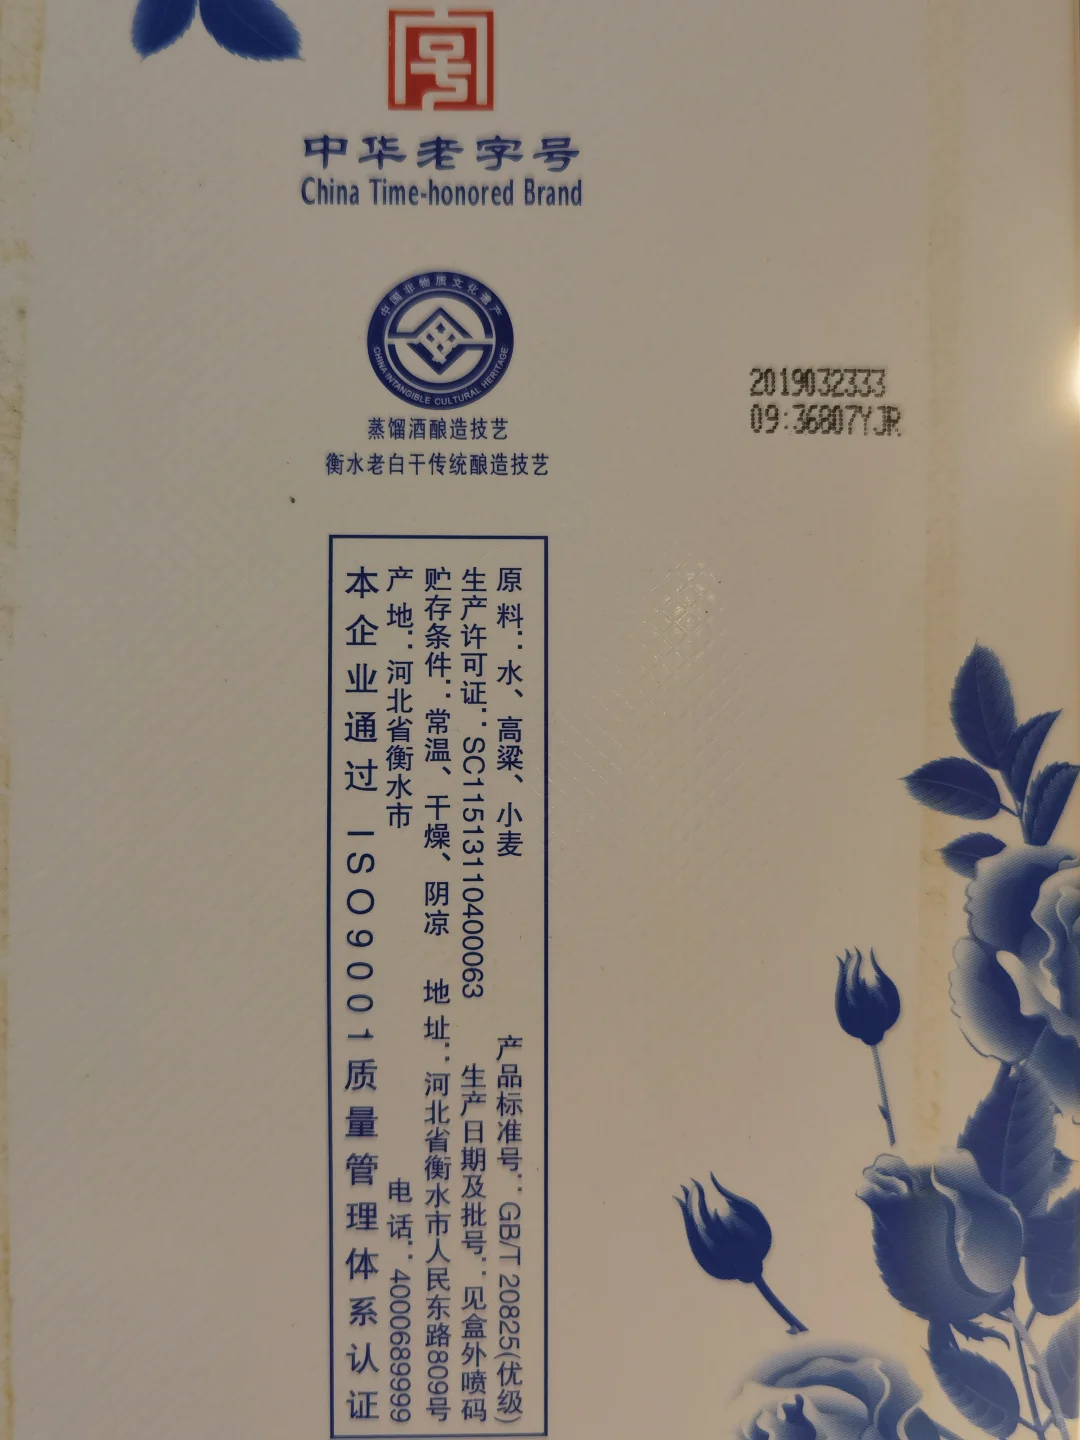 号
中华老字号
China Time-honored Brand
中国非物质文化遗产
CHINA INTANGIBLE CULTURAL HERITAGE
蒸馏酒酿造技艺
衡水老白干传统酿造技艺
2019032333
09:36807YJR
原料：水、高粱、小麦 产品标准号：GB/T 20825(优级)
生产许可证：SC11513110400063 生产日期及批号：见盒外喷码
贮存条件：常温、干燥、阴凉 地址：河北省衡水市人民东路809号
产地：河北省衡水市 电话：4000689999
本企业通过ISO9001质量管理体系认证